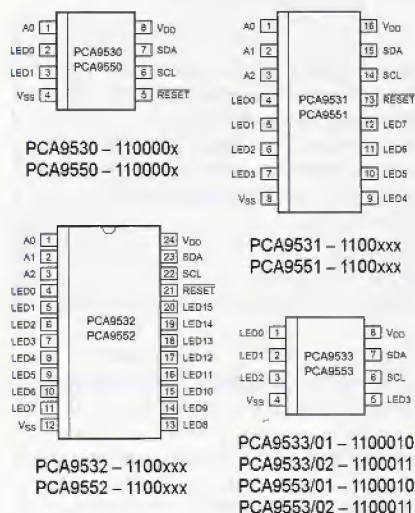 A0 1
LED0 2
LED1 3
VSS 4
PCA9530
PCA9550
8 VDD
7 SDA
6 SCL
5 RESET
PCA9530 – 110000x
PCA9550 – 110000x
A0 1
A1 2
A2 3
LED0 4
LED1 5
LED2 6
LED3 7
VSS 8
PCA9531
PCA9551
16 VDD
15 SDA
14 SCL
13 RESET
12 LED7
11 LED6
10 LED5
9 LED4
PCA9531 – 1100xxx
PCA9551 – 1100xxx
A0 1
A1 2
A2 3
LED0 4
LED1 5
LED2 6
LED3 7
LED4 8
LED5 9
LED6 10
LED7 11
VSS 12
PCA9532
PCA9552
24 VDD
23 SDA
22 SCL
21 RESET
20 LED15
19 LED14
18 LED13
17 LED12
16 LED11
15 LED10
14 LED9
13 LED8
PCA9532 – 1100xxx
PCA9552 – 1100xxx
LED0 1
LED1 2
LED2 3
VSS 4
PCA9533
PCA9553
8 VDD
7 SDA
6 SCL
5 LED3
PCA9533/01 – 1100010
PCA9533/02 – 1100011
PCA9553/01 – 1100010
PCA9553/02 – 1100011